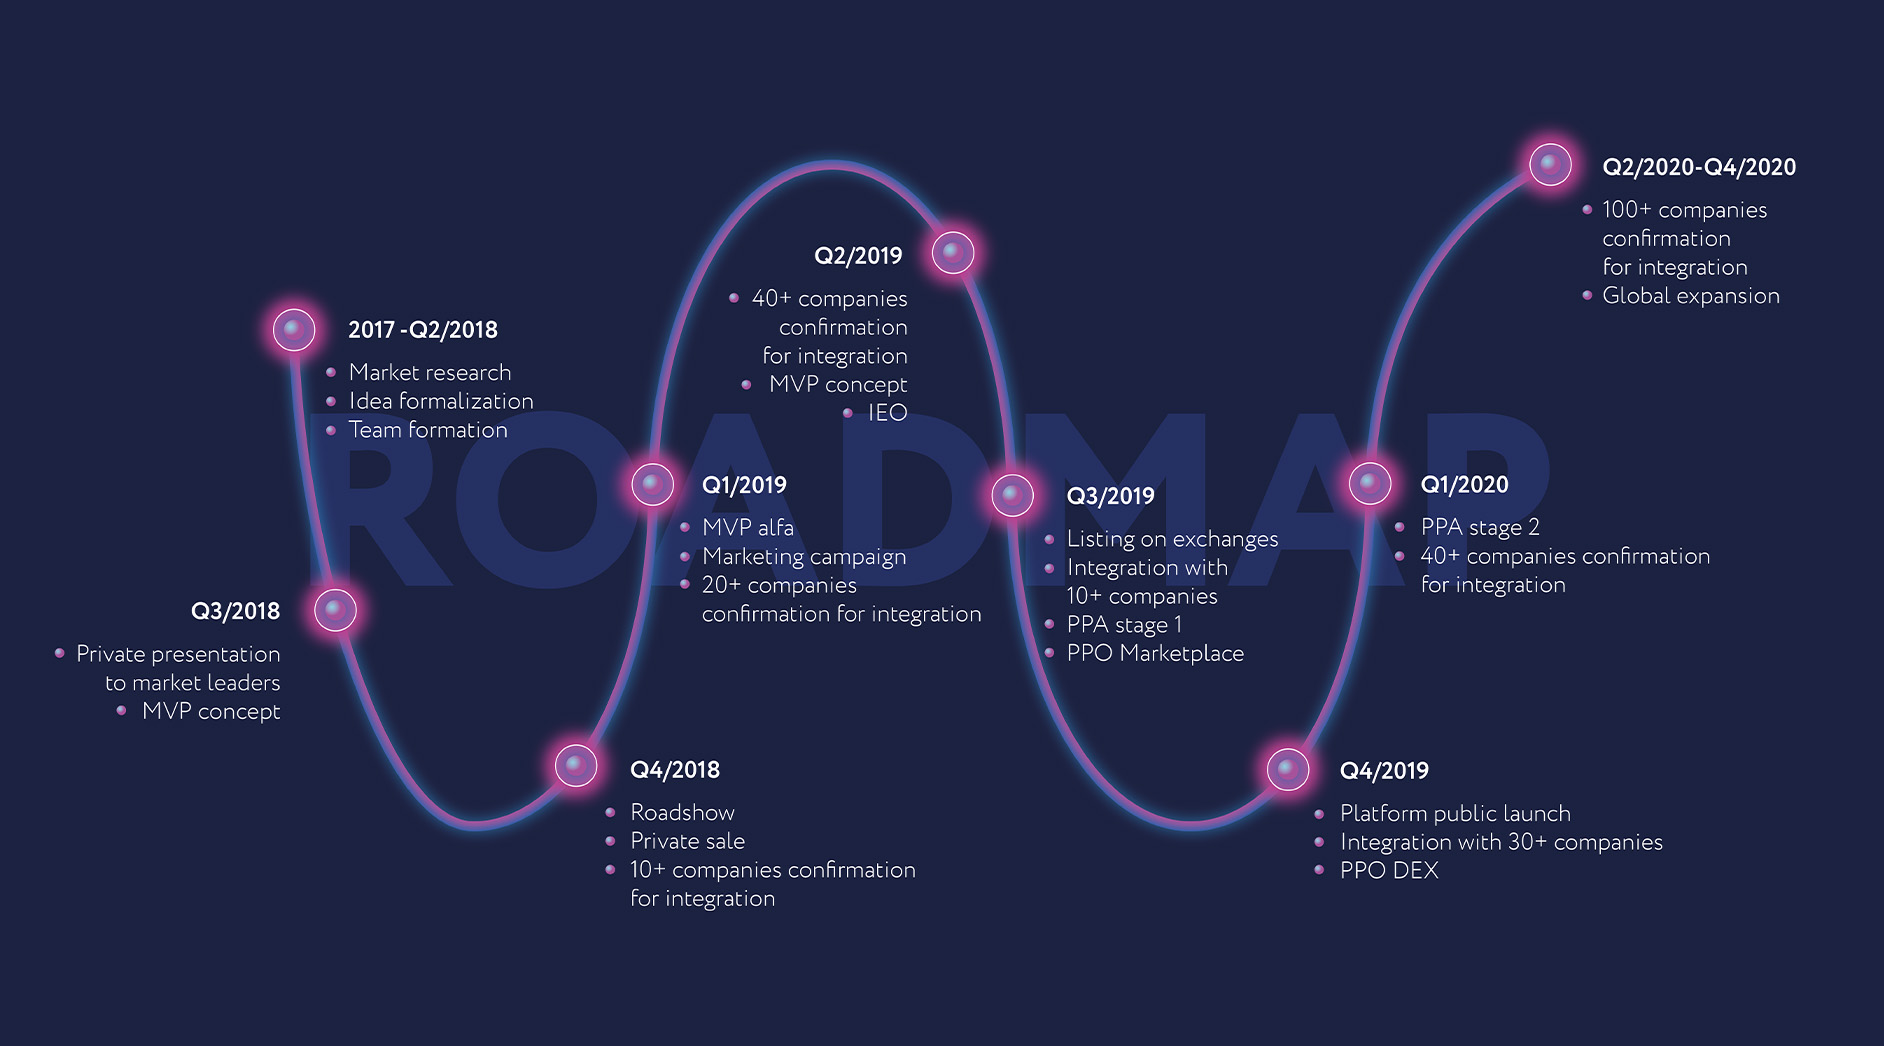 ROADMAP
2017 -Q2/2018
Market research
Idea formalization
Team formation
Q3/2018
Private presentation
to market leaders
MVP concept
Q4/2018
Roadshow
Private sale
10+ companies confirmation
for integration
Q1/2019
MVP alfa
Marketing campaign
20+ companies
confirmation for integration
Q2/2019
40+ companies
confirmation
for integration
MVP concept
IEO
Q3/2019
Listing on exchanges
Integration with
10+ companies
PPA stage 1
PPO Marketplace
Q4/2019
Platform public launch
Integration with 30+ companies
PPO DEX
Q1/2020
PPA stage 2
40+ companies confirmation
for integration
Q2/2020-Q4/2020
100+ companies
confirmation
for integration
Global expansion